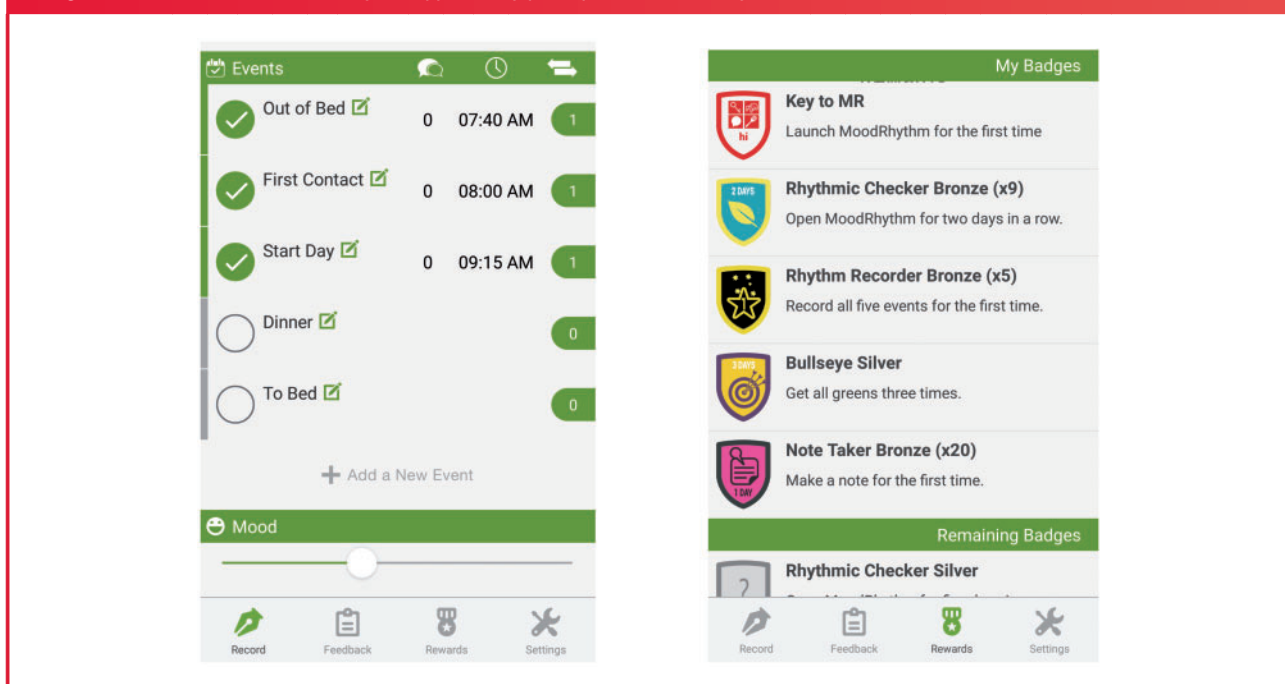 Events
Out of Bed 0 07:40 AM 1
First Contact 0 08:00 AM 1
Start Day 0 09:15 AM 1
Dinner 0
To Bed 0
+ Add a New Event
Mood
Record Feedback Rewards Settings
My Badges
hi
Key to MR
Launch MoodRhythm for the first time
2 DAYS
Rhythmic Checker Bronze (x9)
Open MoodRhythm for two days in a row.
1
Rhythm Recorder Bronze (x5)
Record all five events for the first time.
3 DAYS
Bullseye Silver
Get all greens three times.
1 DAY
Note Taker Bronze (x20)
Make a note for the first time.
Remaining Badges
?
Rhythmic Checker Silver
Record Feedback Rewards Settings